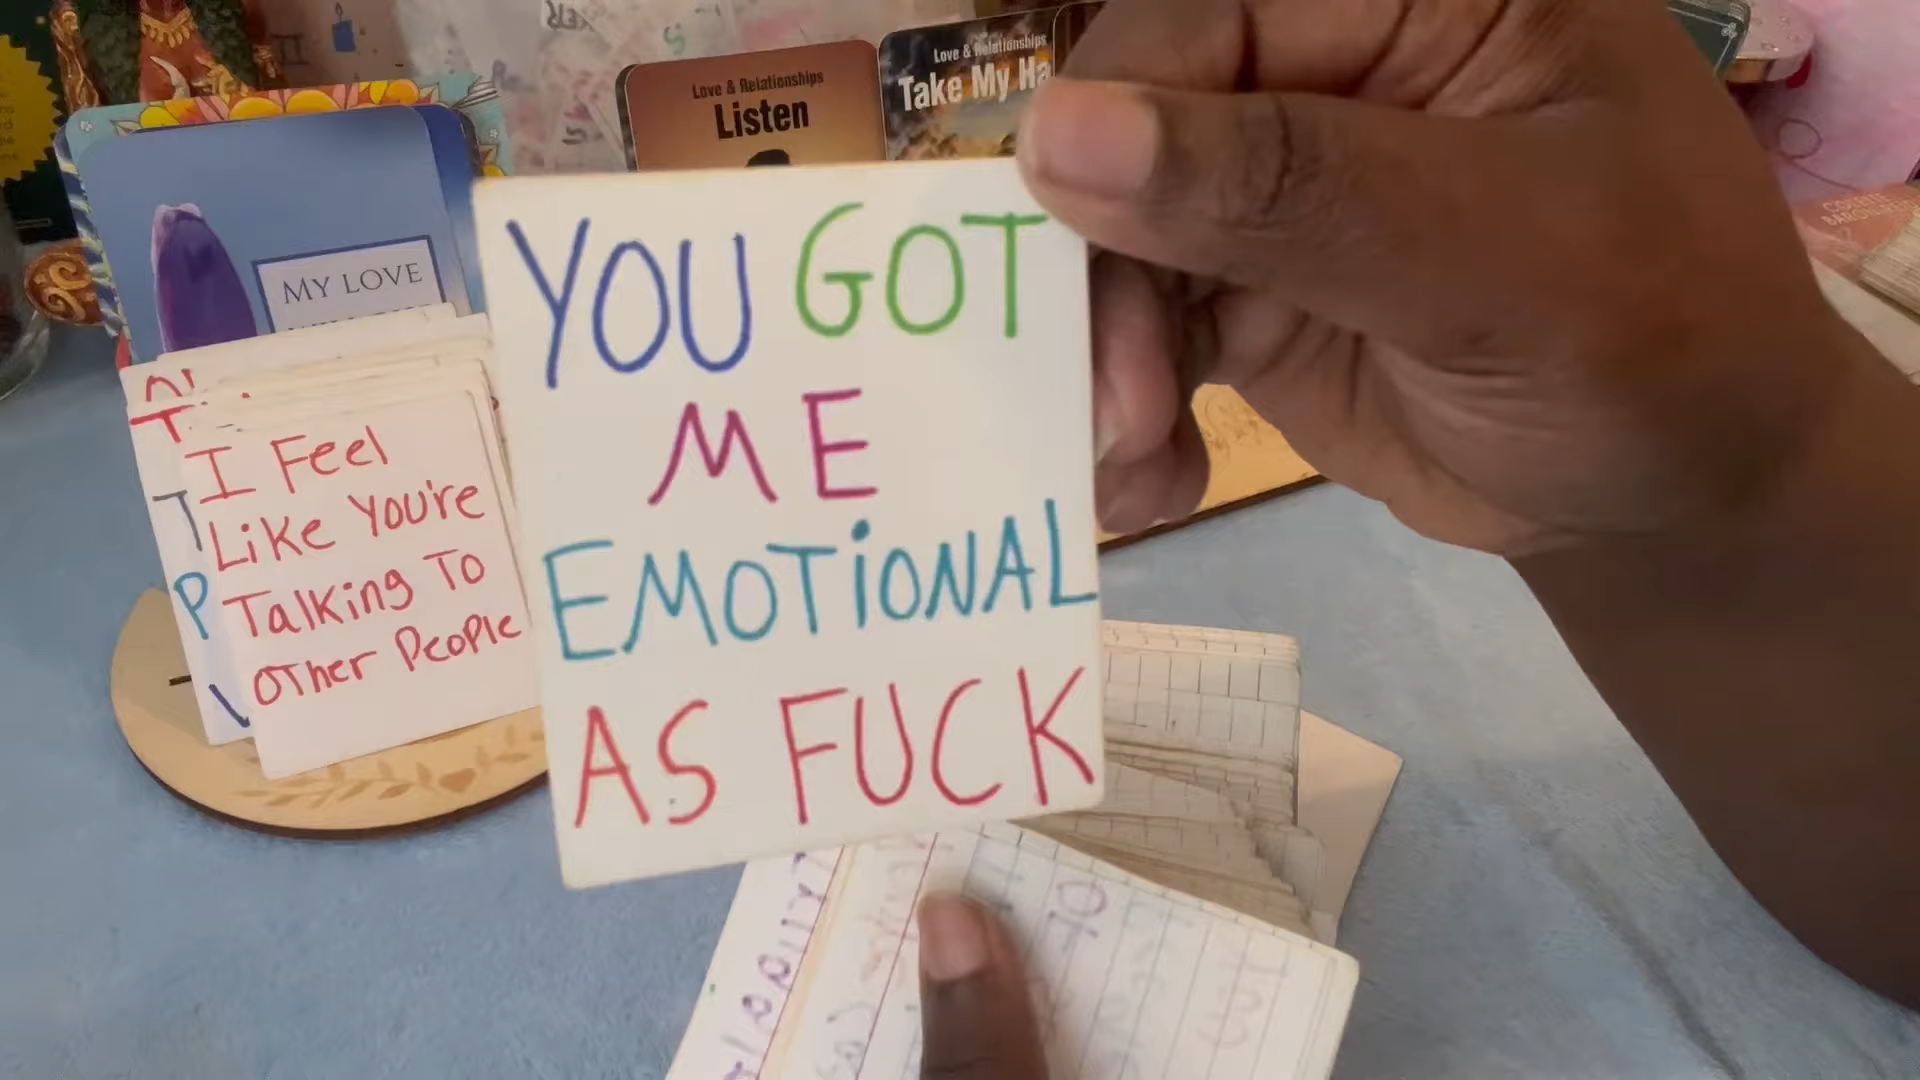 Love & Relationships
Listen
Love & Relationships
Take My Ha
MY LOVE
YOU GOT
ME
EMOTiONAL
AS FUCK
I Feel
Like You're
Talking To
OTher People